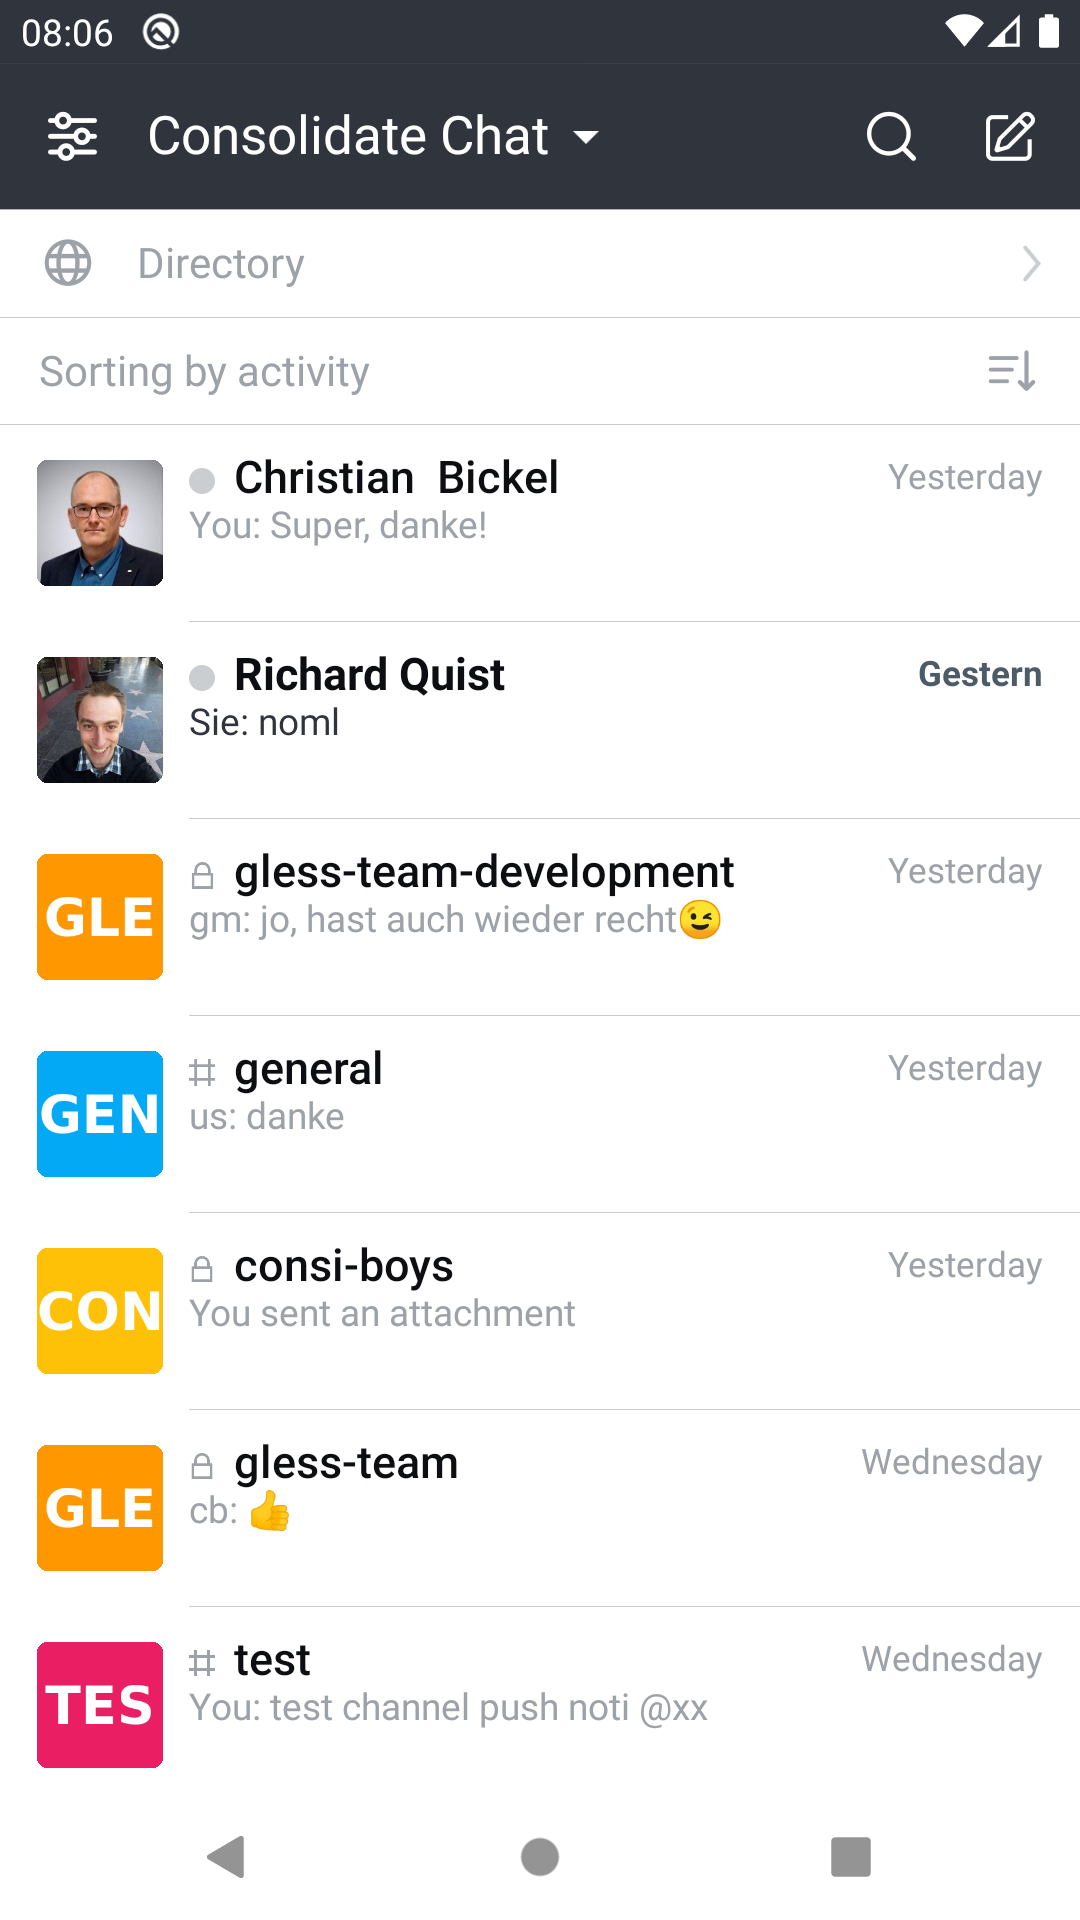 08:06
Consolidate Chat
Directory
Sorting by activity
Christian  Bickel
Yesterday
You: Super, danke!
Richard Quist
Gestern
Sie: noml
GLE
gless-team-development
Yesterday
gm: jo, hast auch wieder recht😉
GEN
general
Yesterday
us: danke
CON
consi-boys
Yesterday
You sent an attachment
GLE
gless-team
Wednesday
cb: 👍
TES
test
Wednesday
You: test channel push noti @xx